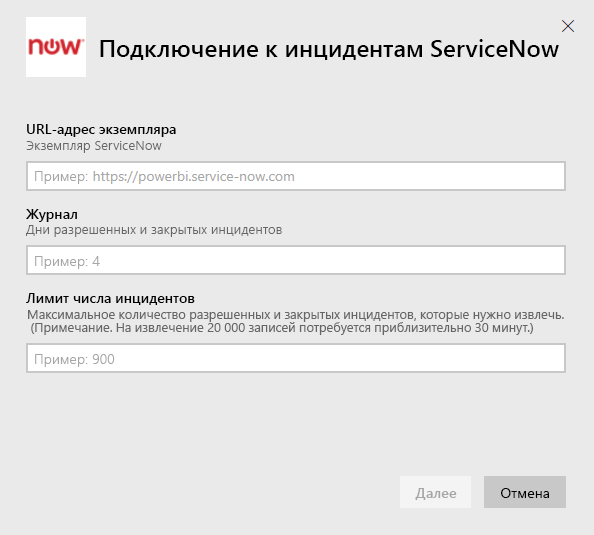 now
Подключение к инцидентам ServiceNow
URL-адрес экземпляра
Экземпляр ServiceNow
Пример: https://powerbi.service-now.com
Журнал
Дни разрешенных и закрытых инцидентов
Пример: 4
Лимит числа инцидентов
Максимальное количество разрешенных и закрытых инцидентов, которые нужно извлечь.
(Примечание. На извлечение 20 000 записей потребуется приблизительно 30 минут.)
Пример: 900
Далее Отмена